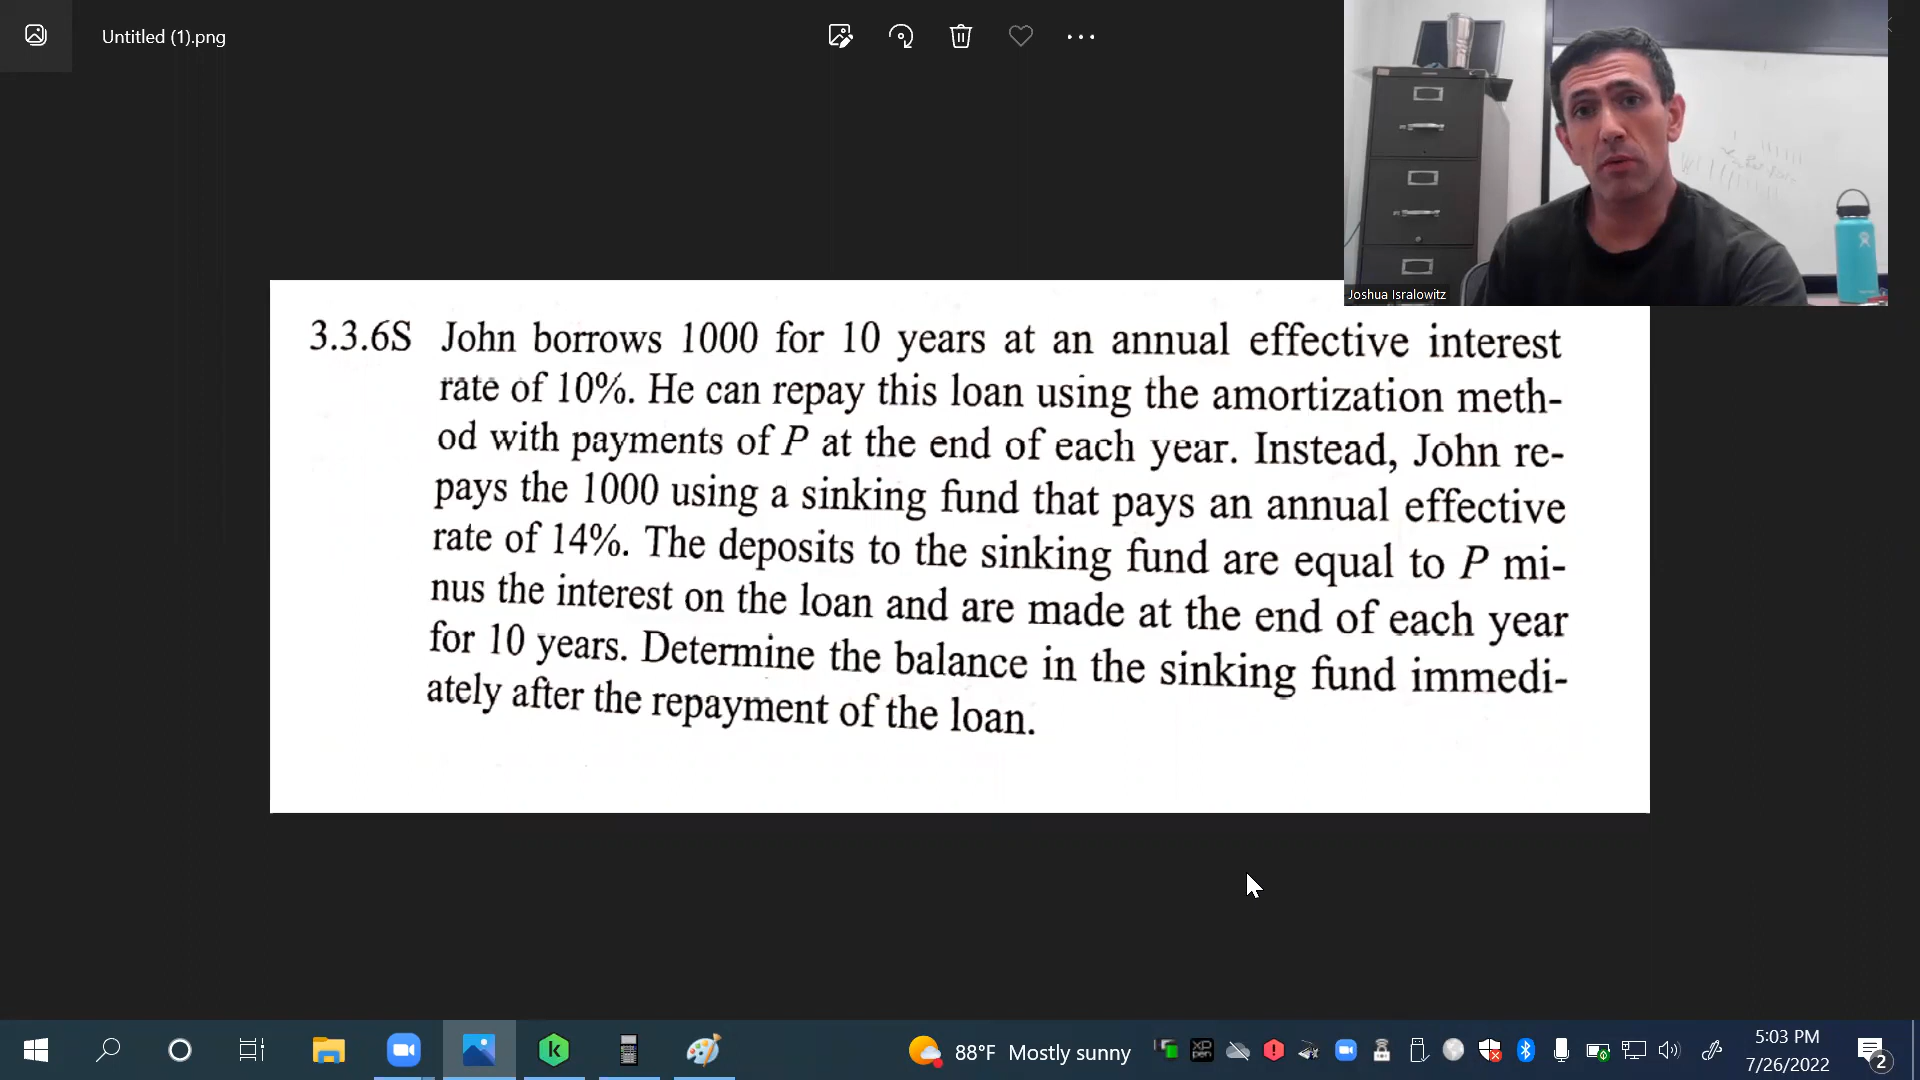 Untitled (1).png
Joshua Isralowitz
3.3.6S John borrows 1000 for 10 years at an annual effective interest
rate of 10%. He can repay this loan using the amortization meth-
od with payments of P at the end of each year. Instead, John re-
pays the 1000 using a sinking fund that pays an annual effective
rate of 14%. The deposits to the sinking fund are equal to P mi-
nus the interest on the loan and are made at the end of each year
for 10 years. Determine the balance in the sinking fund immedi-
ately after the repayment of the loan.
88°F Mostly sunny
5:03 PM
7/26/2022
2